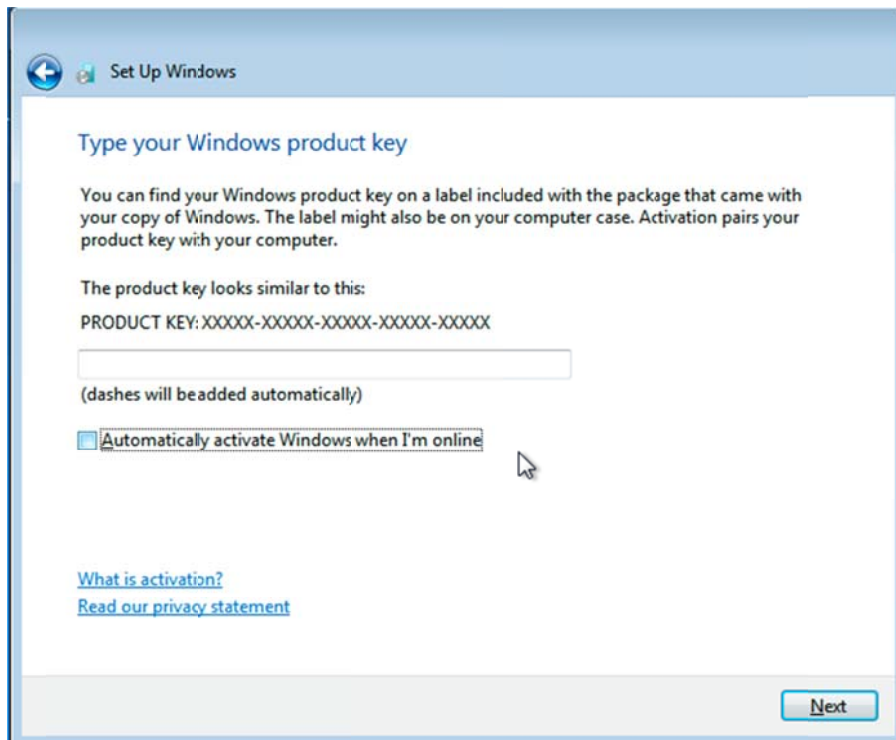 Set Up Windows
Type your Windows product key
You can find your Windows product key on a label included with the package that came with
your copy of Windows. The label might also be on your computer case. Activation pairs your
product key with your computer.
The product key looks similar to this:
PRODUCT KEY: XXXXX-XXXXX-XXXXX-XXXXX-XXXXX
(dashes will beadded automatically)
Automatically activate Windows when I'm online
What is activation?
Read our privacy statement
Next